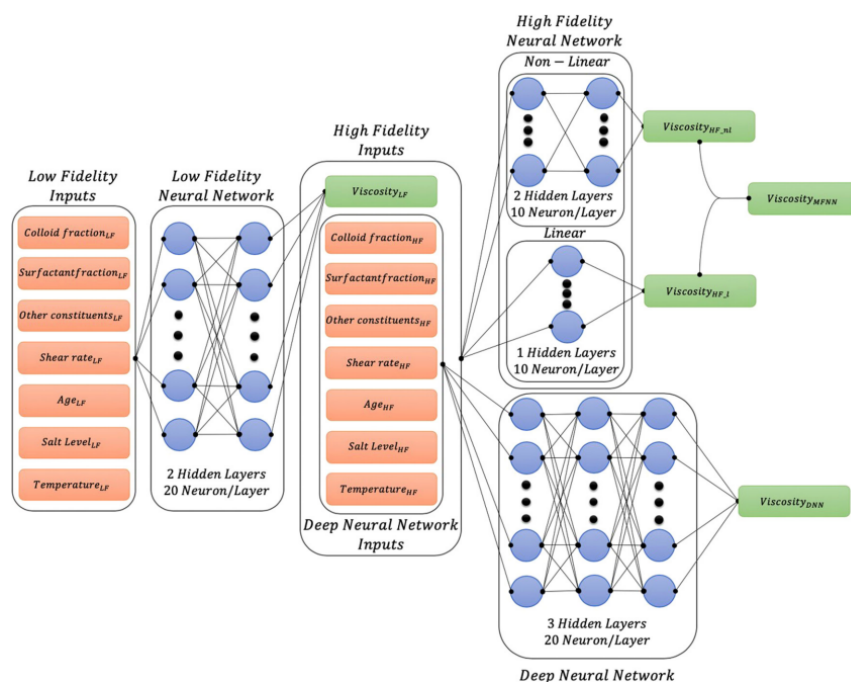 High Fidelity
Neural Network
Non − Linear
2 Hidden Layers
10 Neuron/Layer
Linear
1 Hidden Layers
10 Neuron/Layer
Viscosity_HF_nl
Viscosity_MFNN
Viscosity_HF_l
Low Fidelity
Inputs
Colloid fraction_LF
Surfactantfraction_LF
Other constituents_LF
Shear rate_LF
Age_LF
Salt Level_LF
Temperature_LF
Low Fidelity
Neural Network
2 Hidden Layers
20 Neuron/Layer
High Fidelity
Inputs
Viscosity_LF
Colloid fraction_HF
Surfactantfraction_HF
Other constituents_HF
Shear rate_HF
Age_HF
Salt Level_HF
Temperature_HF
Deep Neural Network
Inputs
3 Hidden Layers
20 Neuron/Layer
Deep Neural Network
Viscosity_DNN